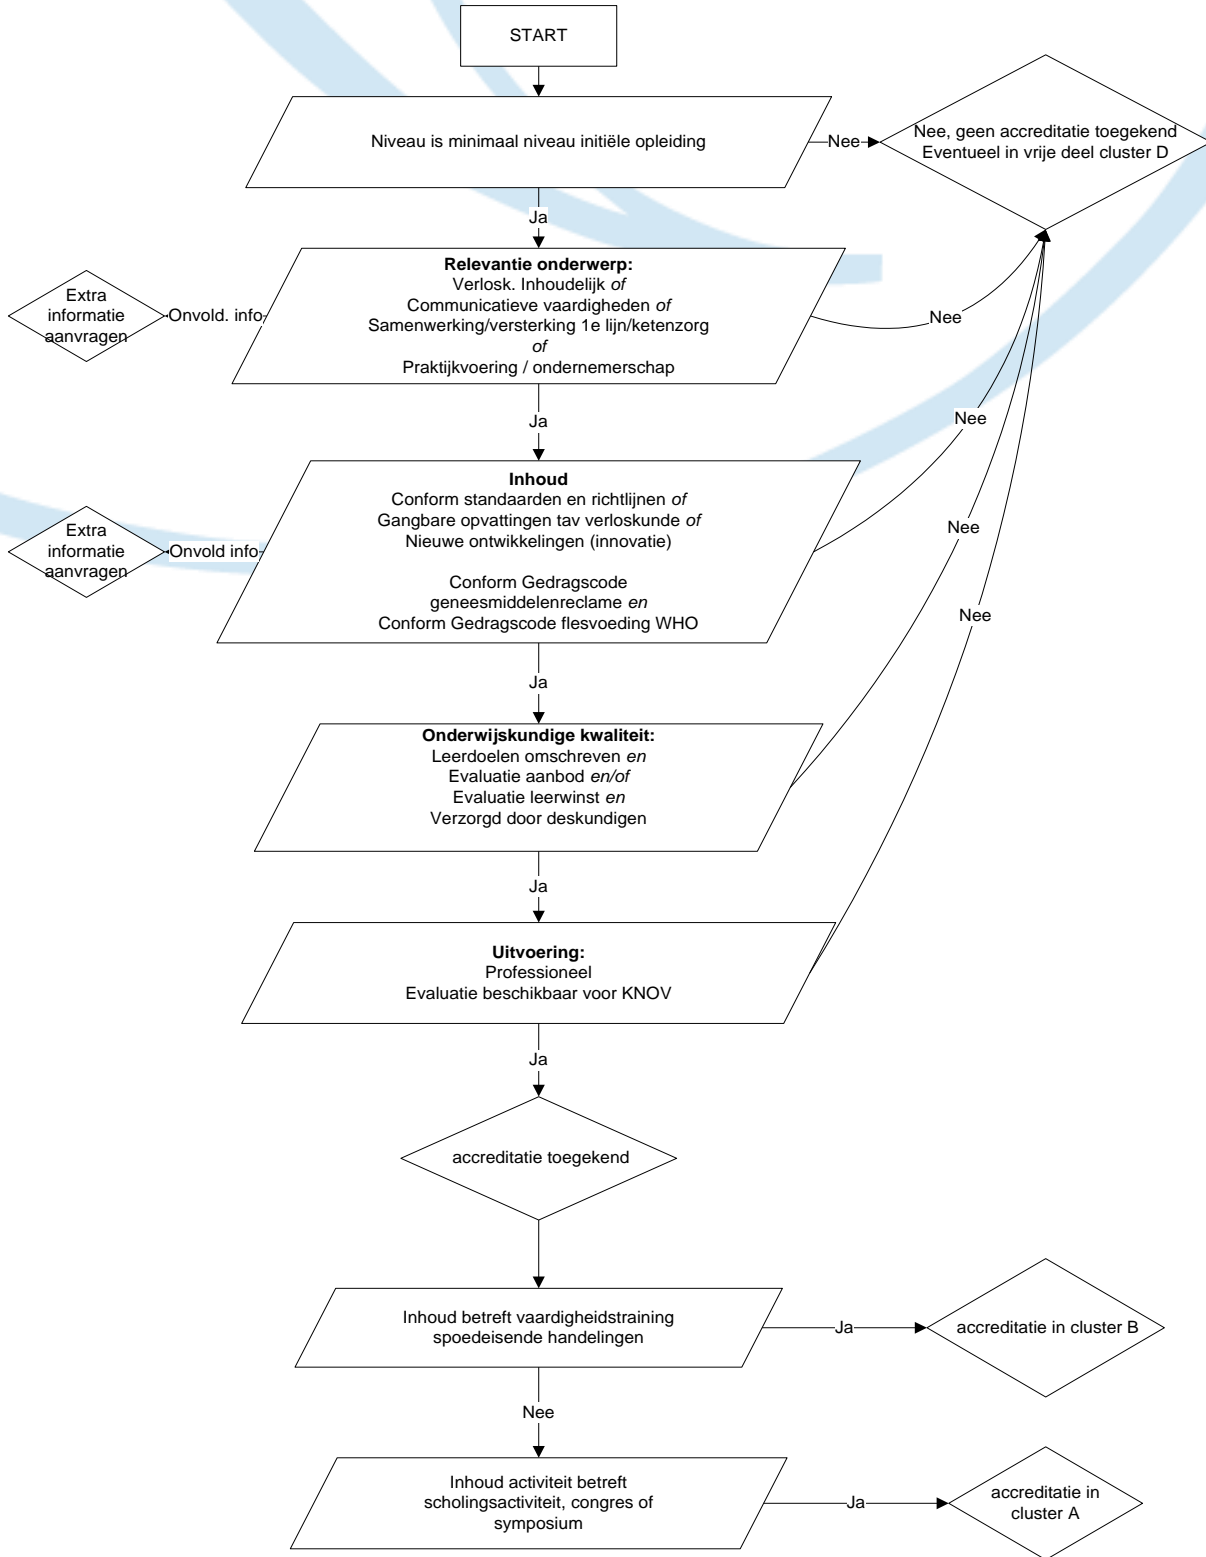 START
Niveau is minimaal niveau initiële opleiding
Nee
Nee, geen accreditatie toegekend
Eventueel in vrije deel cluster D
Ja
Relevantie onderwerp:
Verlosk. Inhoudelijk of
Communicatieve vaardigheden of
Samenwerking/versterking 1e lijn/ketenzorg
of
Praktijkvoering / ondernemerschap
Onvold. info
Extra
informatie
aanvragen
Nee
Ja
Inhoud
Conform standaarden en richtlijnen of
Gangbare opvattingen tav verloskunde of
Nieuwe ontwikkelingen (innovatie)
Conform Gedragscode
geneesmiddelenreclame en
Conform Gedragscode flesvoeding WHO
Onvold info
Extra
informatie
aanvragen
Nee
Ja
Onderwijskundige kwaliteit:
Leerdoelen omschreven en
Evaluatie aanbod en/of
Evaluatie leerwinst en
Verzorgd door deskundigen
Nee
Ja
Uitvoering:
Professioneel
Evaluatie beschikbaar voor KNOV
Nee
Ja
accreditatie toegekend
Inhoud betreft vaardigheidstraining
spoedeisende handelingen
Ja
accreditatie in cluster B
Nee
Inhoud activiteit betreft
scholingsactiviteit, congres of
symposium
Ja
accreditatie in
cluster A